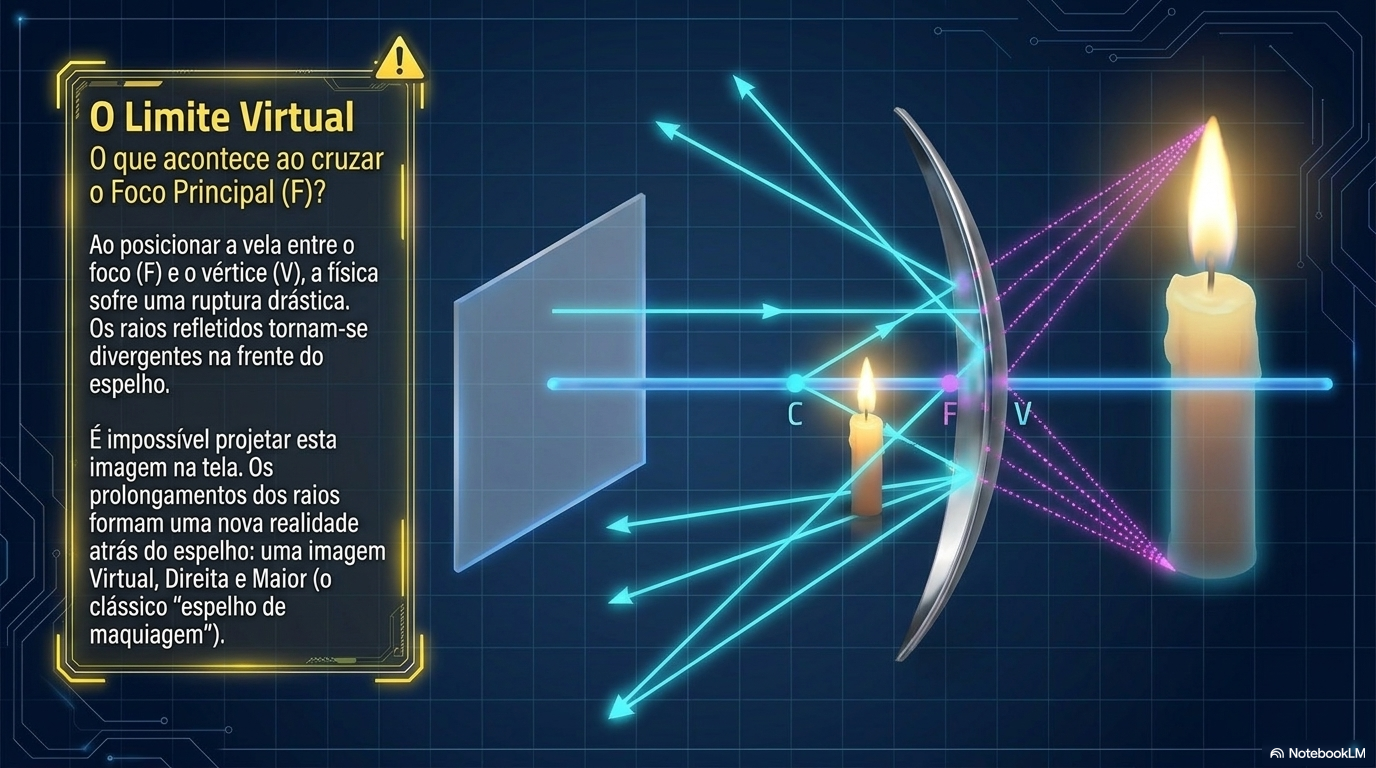 O Limite Virtual
O que acontece ao cruzar
o Foco Principal (F)?
Ao posicionar a vela entre o
foco (F) e o vértice (V), a física
sofre uma ruptura drástica.
Os raios refletidos tornam-se
divergentes na frente do
espelho.
É impossível projetar esta
imagem na tela. Os
prolongamentos dos raios
formam uma nova realidade
atrás do espelho: uma imagem
Virtual, Direita e Maior (o
clássico “espelho de
maquiagem”).
C
F
V
NotebookLM